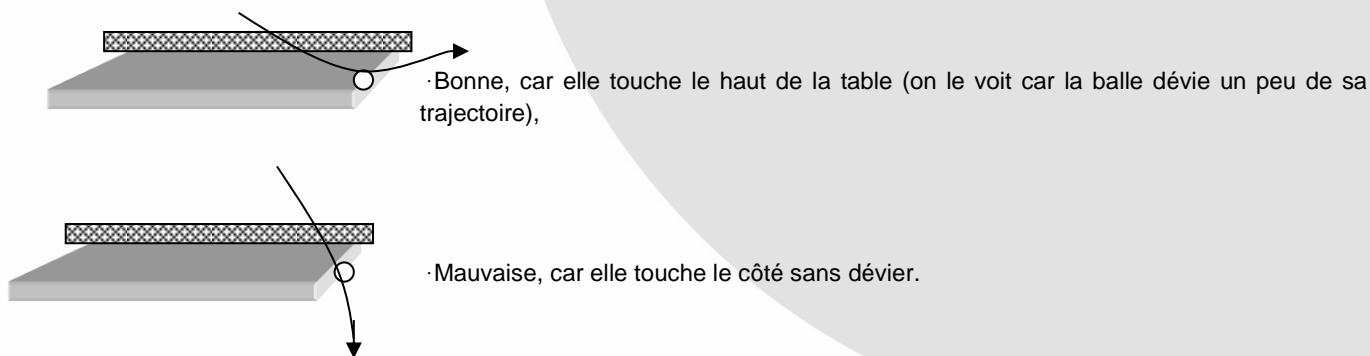 ·Bonne, car elle touche le haut de la table (on le voit car la balle dévie un peu de sa
trajectoire),
·Mauvaise, car elle touche le côté sans dévier.